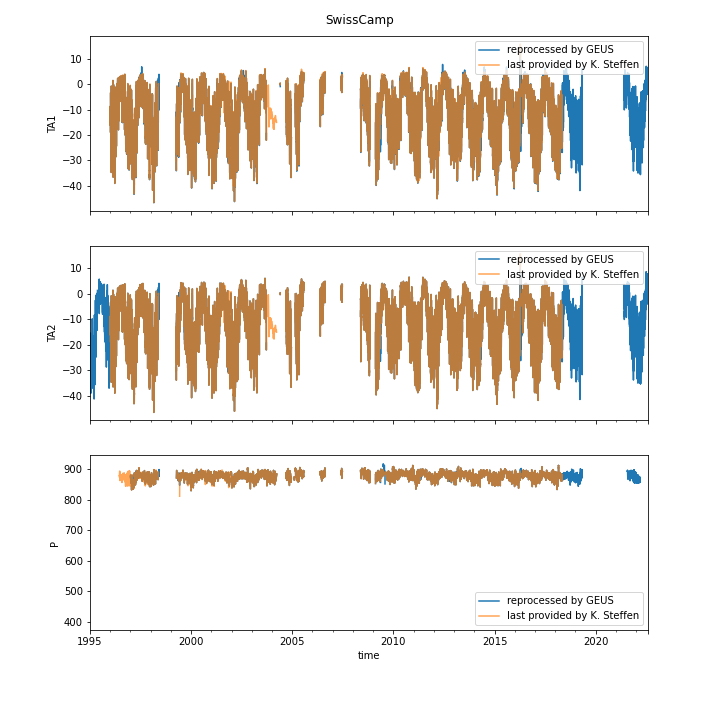 SwissCamp
10
0
−10
−20
−30
−40
TA1
reprocessed by GEUS
last provided by K. Steffen
10
0
−10
−20
−30
−40
TA2
reprocessed by GEUS
last provided by K. Steffen
900
800
700
600
500
400
P
reprocessed by GEUS
last provided by K. Steffen
1995 2000 2005 2010 2015 2020
time